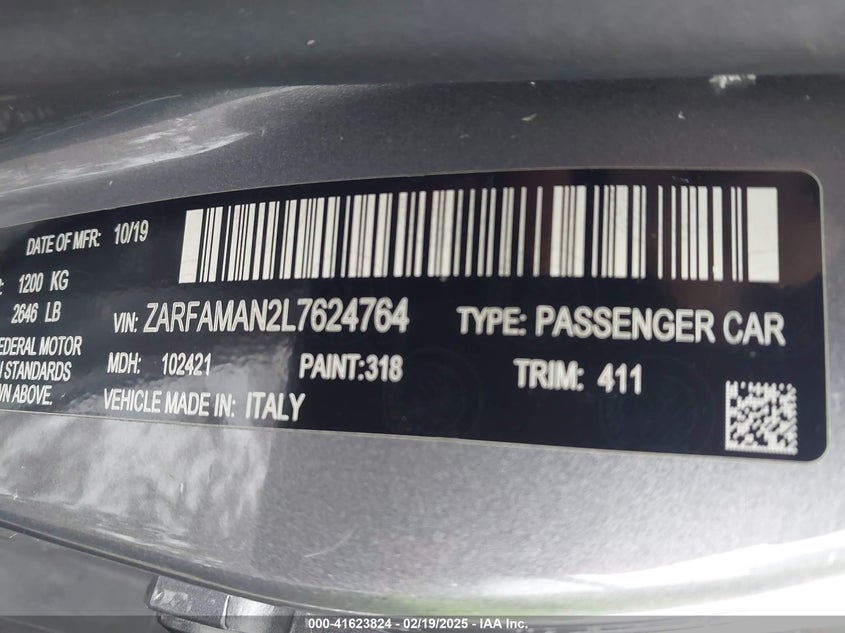 DATE OF MFR: 10/19
1200 KG
2646 LB
VIN: ZARFAMAN2L7624764 TYPE: PASSENGER CAR
MOTOR
STANDARDS
ABOVE.
MDH: 102421 PAINT:318 TRIM: 411
VEHICLE MADE IN: ITALY
000-41623824 - 02/19/2025 - IAA Inc.